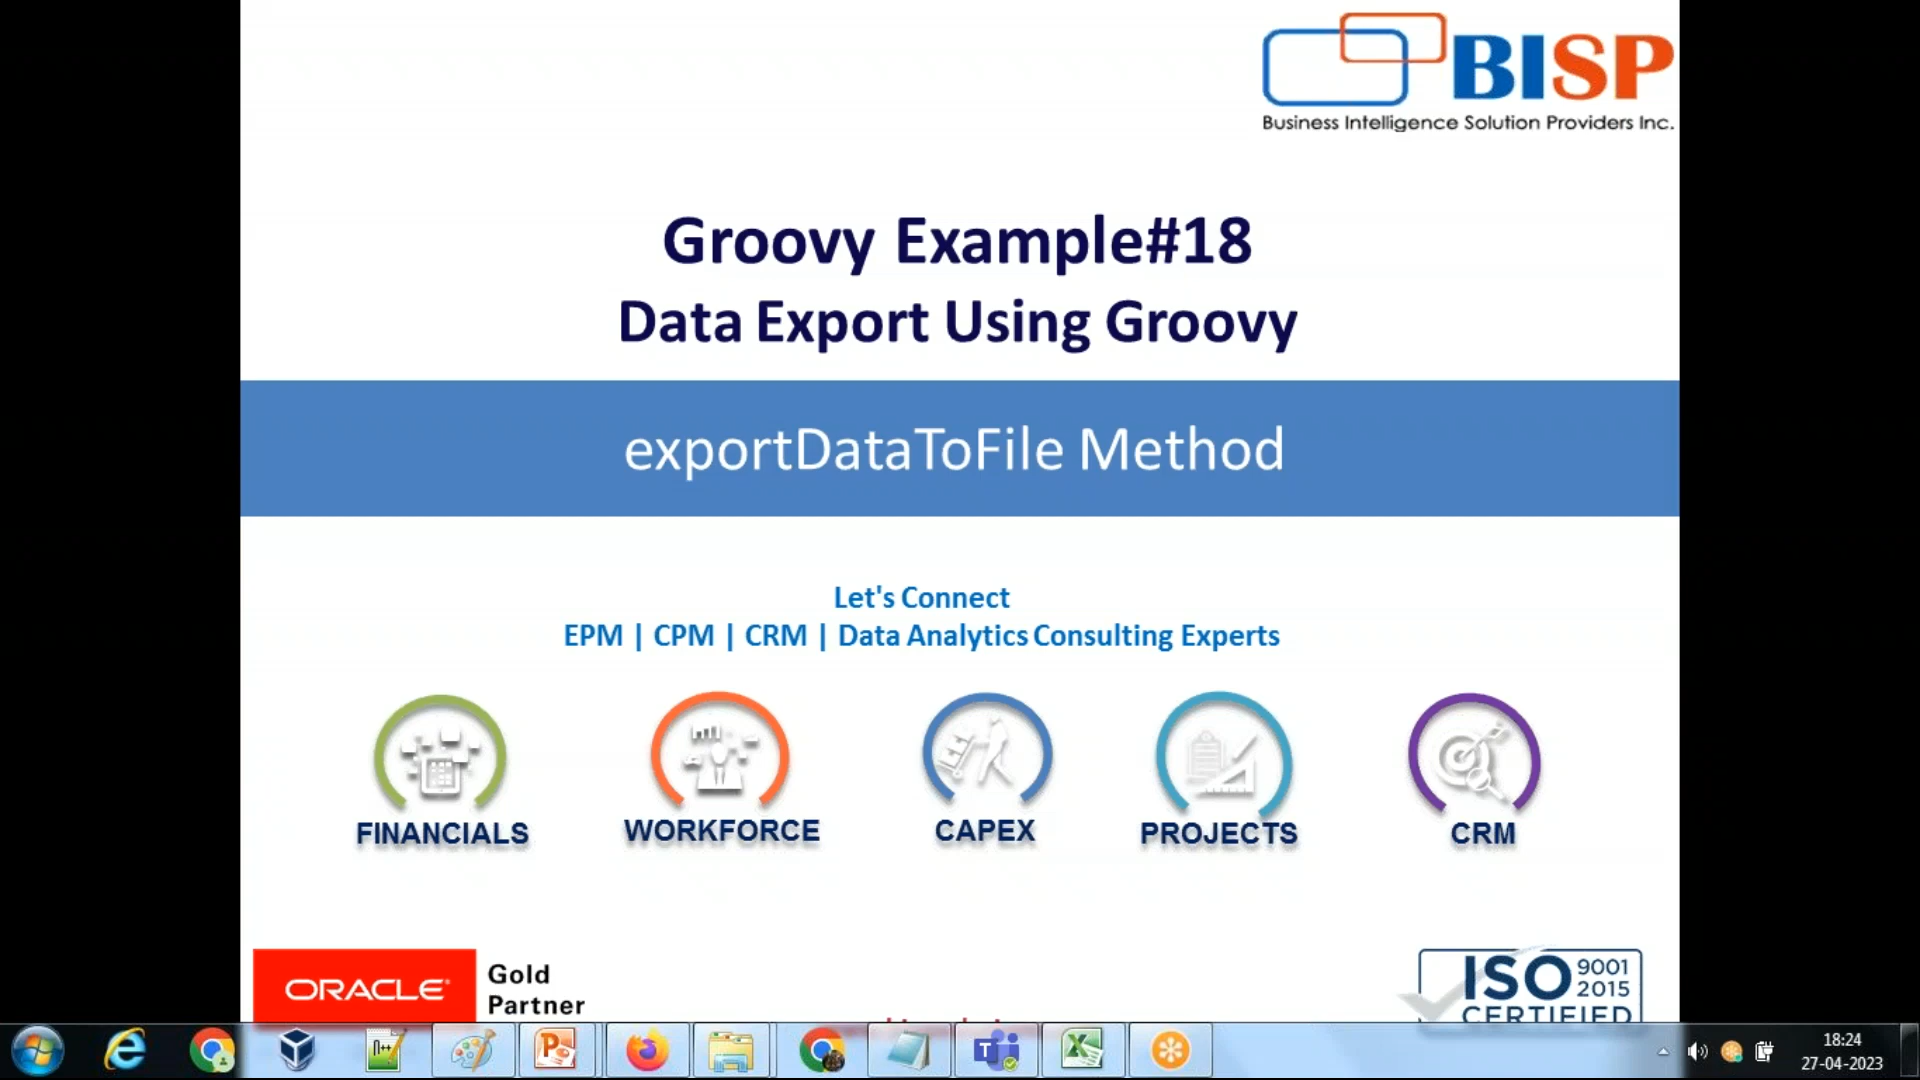 BISP
Business Intelligence Solution Providers Inc.
Groovy Example#18
Data Export Using Groovy
exportDataToFile Method
Let's Connect
EPM | CPM | CRM | Data Analytics Consulting Experts
FINANCIALS
WORKFORCE
CAPEX
PROJECTS
CRM
ORACLE
Gold
Partner
ISO 9001
2015
CERTIFIED
18:24
27-04-2023